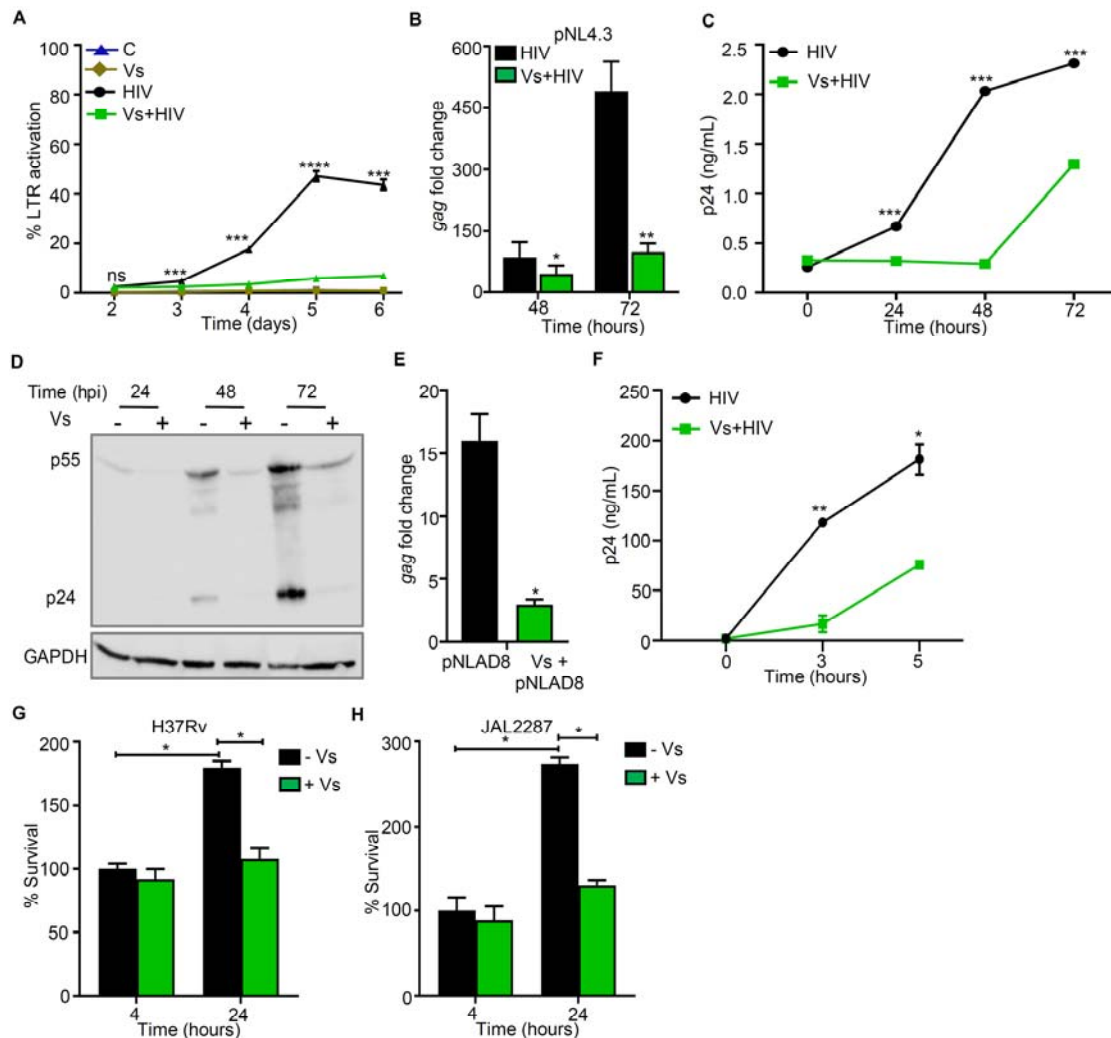 A
% LTR activation
100
80
60
40
20
0
C
Vs
HIV
Vs+HIV
ns
***
***
****
***
2
3
4
5
6
Time (days)
B
pNL4.3
gag fold change
600
450
300
150
0
HIV
Vs+HIV
*
**
48
72
Time (hours)
C
p24 (ng/mL)
2.5
2.0
1.5
1.0
0.5
0.0
HIV
Vs+HIV
***
***
***
0
24
48
72
Time (hours)
D
Time (hpi) 24 48 72
Vs - + - + - +
p55
p24
GAPDH
E
gag fold change
20
15
10
5
0
*
pNLAD8
Vs +
pNLAD8
F
p24 (ng/mL)
250
200
150
100
50
0
HIV
Vs+HIV
**
*
0
3
5
Time (hours)
G
H37Rv
% Survival
200
150
100
50
0
*
*
- Vs
+ Vs
4
24
Time (hours)
H
JAL2287
% Survival
300
200
100
0
*
*
- Vs
+ Vs
4
24
Time (hours)